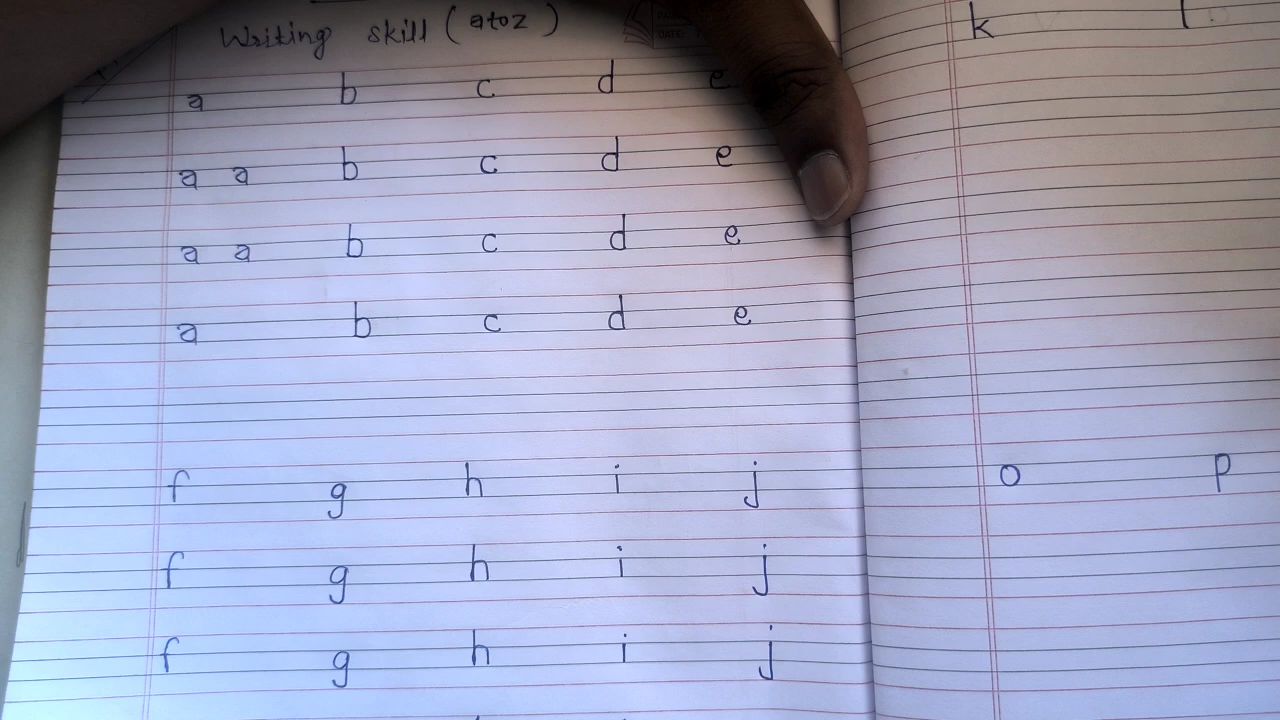 Writing skill (a to z)
a b c d e
a a b c d e
a a b c d e
a b c d e
f g h i j
f g h i j
f g h i j
k l
o p